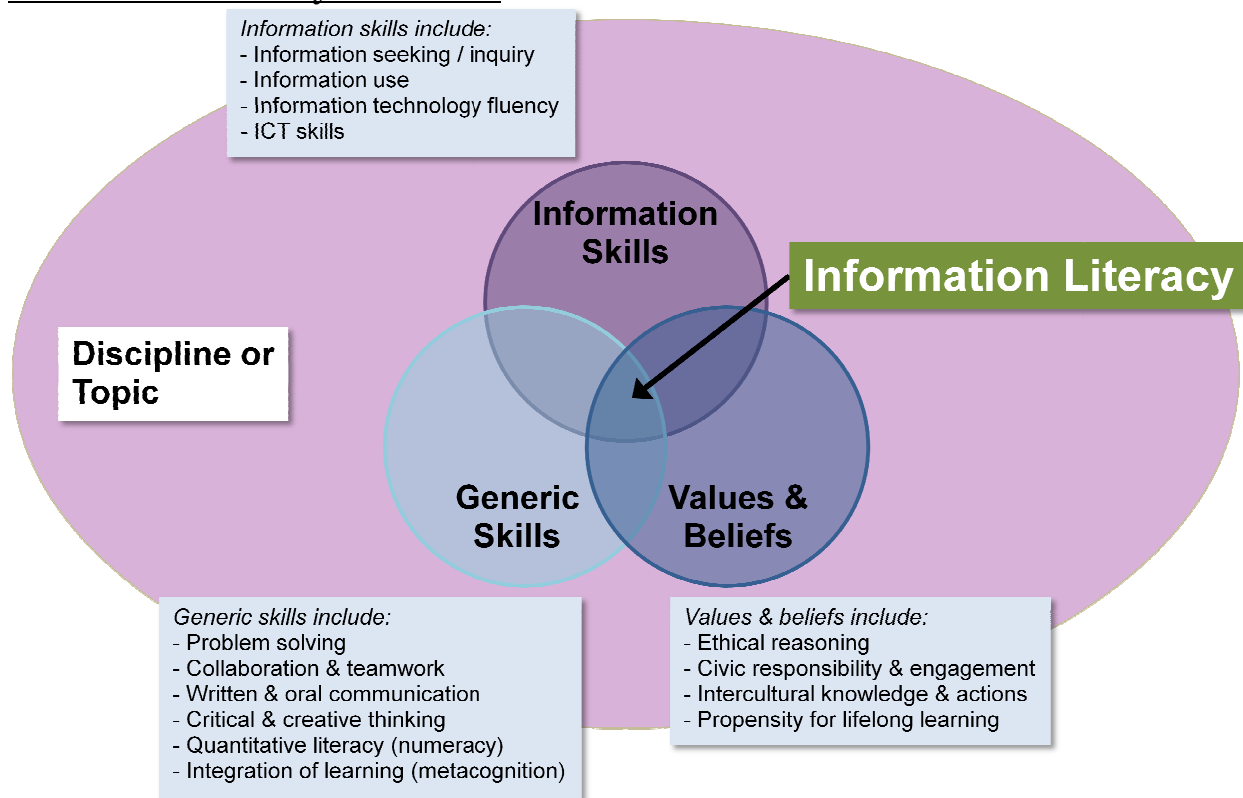 Information skills include:
- Information seeking / inquiry
- Information use
- Information technology fluency
- ICT skills
Information
Skills
Information Literacy
Discipline or
Topic
Generic
Skills
Values &
Beliefs
Generic skills include:
- Problem solving
- Collaboration & teamwork
- Written & oral communication
- Critical & creative thinking
- Quantitative literacy (numeracy)
- Integration of learning (metacognition)
Values & beliefs include:
- Ethical reasoning
- Civic responsibility & engagement
- Intercultural knowledge & actions
- Propensity for lifelong learning